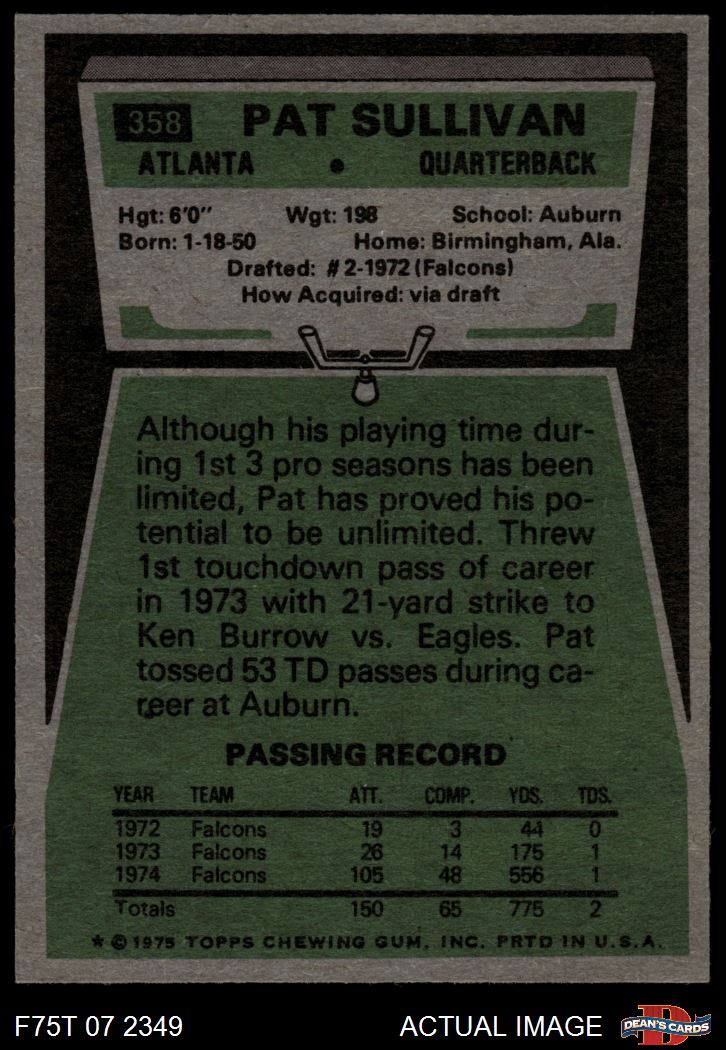 358 PAT SULLIVAN
ATLANTA • QUARTERBACK
Hgt: 6'0" Wgt: 198 School: Auburn
Born: 1-18-50 Home: Birmingham, Ala.
Drafted: #2-1972 (Falcons)
How Acquired: via draft
Although his playing time dur-
ing 1st 3 pro seasons has been
limited, Pat has proved his po-
tential to be unlimited. Threw
1st touchdown pass of career
in 1973 with 21-yard strike to
Ken Burrow vs. Eagles. Pat
tossed 53 TD passes during ca-
reer at Auburn.
PASSING RECORD
YEAR TEAM ATT. COMP. YDS. TDS.
1972 Falcons 19 3 44 0
1973 Falcons 26 14 175 1
1974 Falcons 105 48 556 1
Totals 150 65 775 2
* © 1975 TOPPS CHEWING GUM, INC. PRTD IN U.S.A.
F75T 07 2349 ACTUAL IMAGE D DEAN'S CARDS